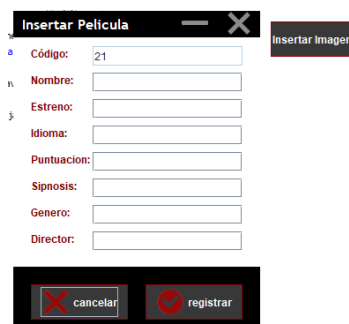 Insertar Pelicula
Insertar Imagen
Código: 21
Nombre:
Estreno:
Idioma:
Puntuacion:
Sipnosis:
Genero:
Director:
cancelar
registrar